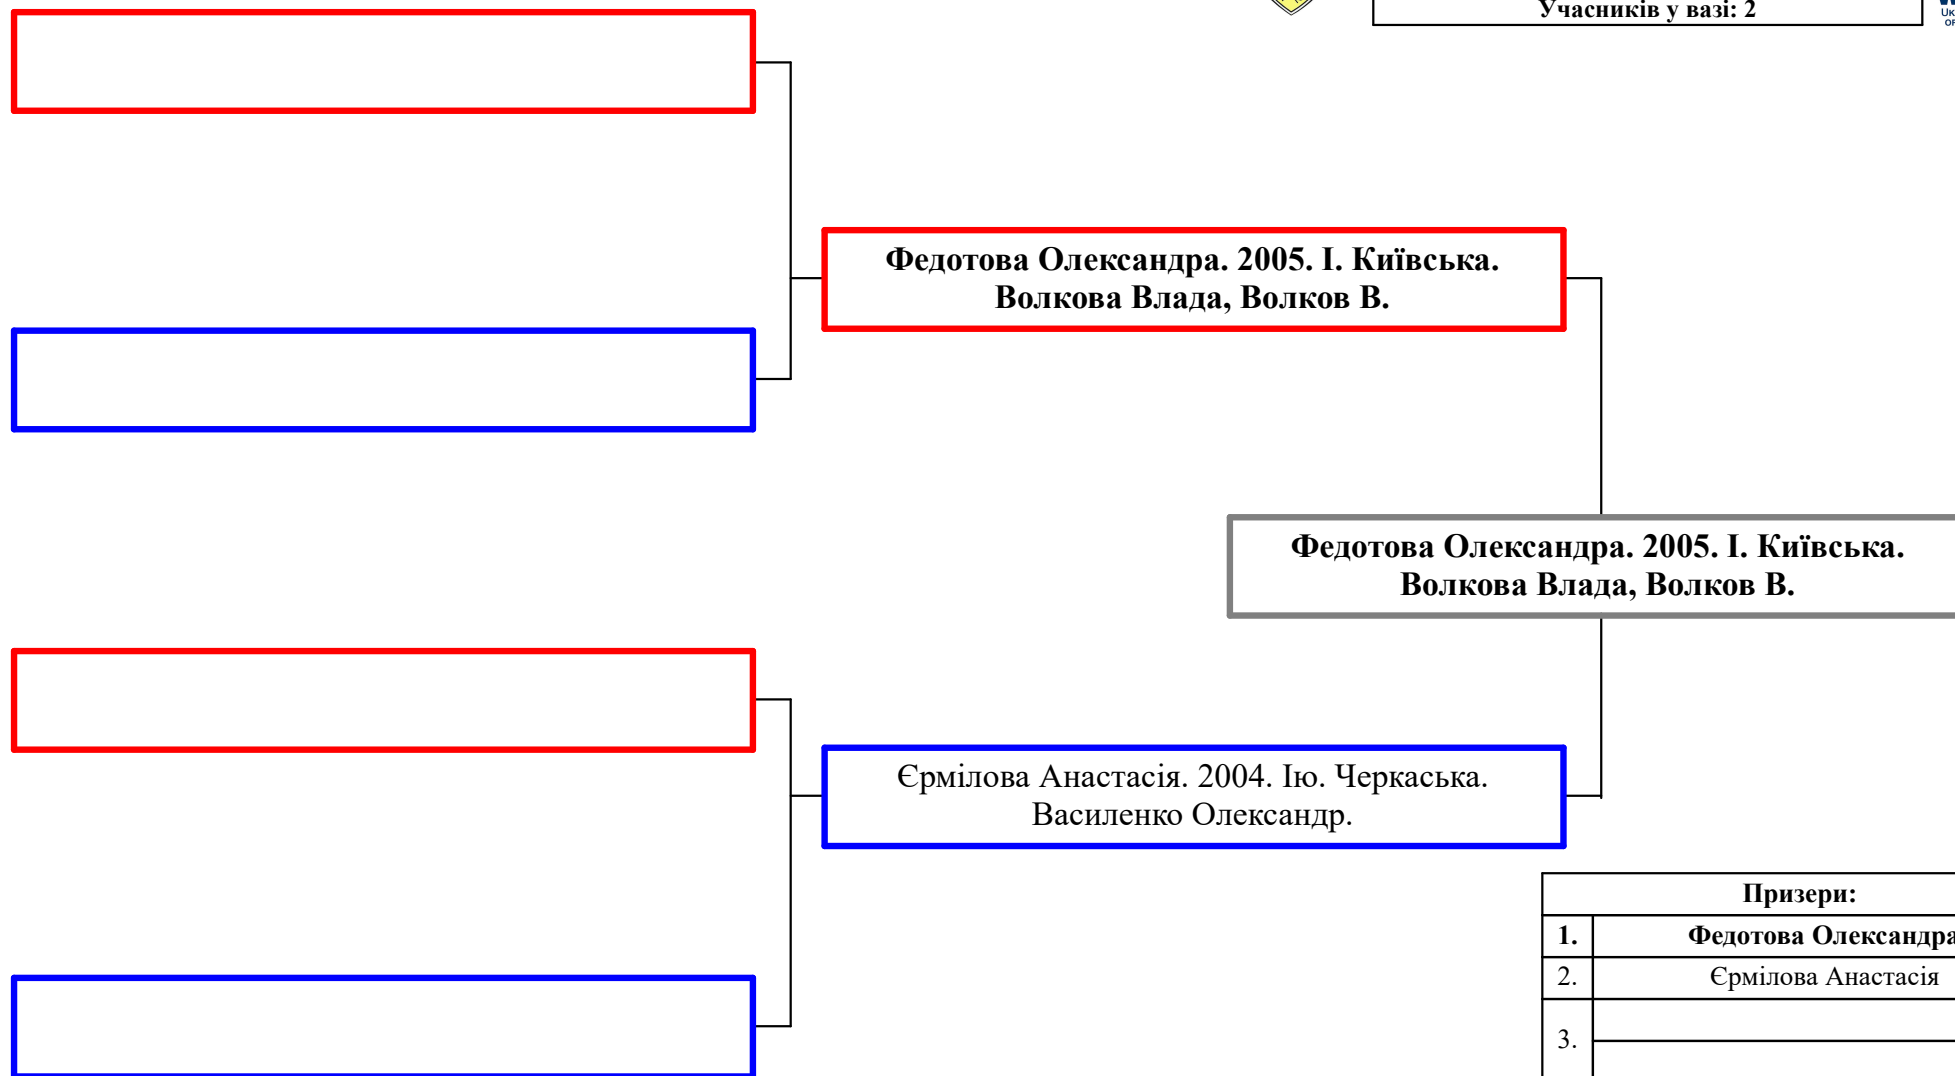 Учасників у вазі: 2
Федотова Олександра. 2005. І. Київська.
Волкова Влада, Волков В.
Федотова Олександра. 2005. І. Київська.
Волкова Влада, Волков В.
Єрмілова Анастасія. 2004. Ію. Черкаська.
Василенко Олександр.
Призери:
1. Федотова Олександра
2. Єрмілова Анастасія
3.